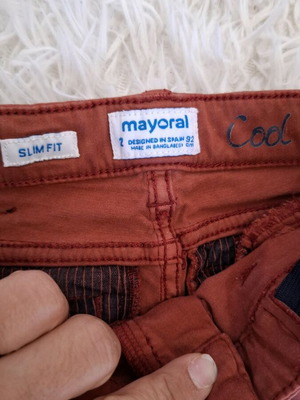 SLIM FIT
mayoral
2 DESIGNED IN SPAIN 92
MADE IN BANGLADESH
Cool